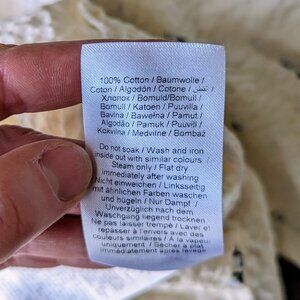 100% Cotton / Baumwolle /
Coton / Algodón / Cotone / قطن /
Хлопок / Bomuld/Bomull /
Bomull / Katoen / Puuvilla /
Bavlna / Bawełna / Pamut /
Algodão / Pamuk / Puuvill /
Kokvilna / Medvilnė / Bombaž
Do not soak / Wash and iron
inside out with similar colours /
Steam only / Flat dry
immediately after washing
Nicht einweichen / Linksseitig
mit ähnlichen Farben waschen
und bügeln / Nur Dampf /
Unverzüglich nach dem
Waschgang liegend trocknen
Ne pas laisser tremper / Laver et
repasser à l'envers avec des
couleurs similaires / À la vapeur
uniquement / Sécher à plat
immédiatement après lavage